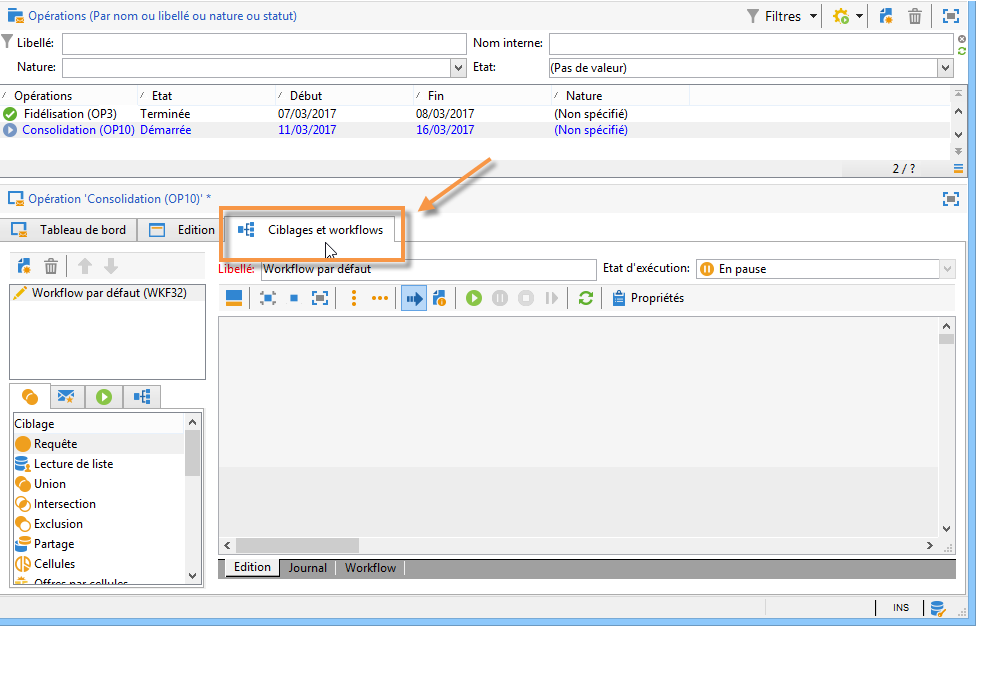 Opérations (Par nom ou libellé ou nature ou statut) Filtres
Libellé: Nom interne:
Nature: Etat: (Pas de valeur)
Opérations Etat Début Fin Nature
Fidélisation (OP3) Terminée 07/03/2017 08/03/2017 (Non spécifié)
Consolidation (OP10) Démarrée 11/03/2017 16/03/2017 (Non spécifié)
2 / ?
Opération 'Consolidation (OP10)' *
Tableau de bord Edition Ciblages et workflows
Libellé: Workflow par défaut Etat d'exécution: En pause
Workflow par défaut (WKF32)
Propriétés
Ciblage
Requête
Lecture de liste
Union
Intersection
Exclusion
Partage
Cellules
Offres par cellules
Edition Journal Workflow
INS